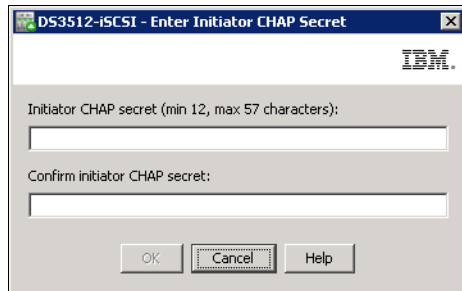 DS3512-iSCSI - Enter Initiator CHAP Secret
IBM.
Initiator CHAP secret (min 12, max 57 characters):
Confirm initiator CHAP secret:
OK Cancel Help